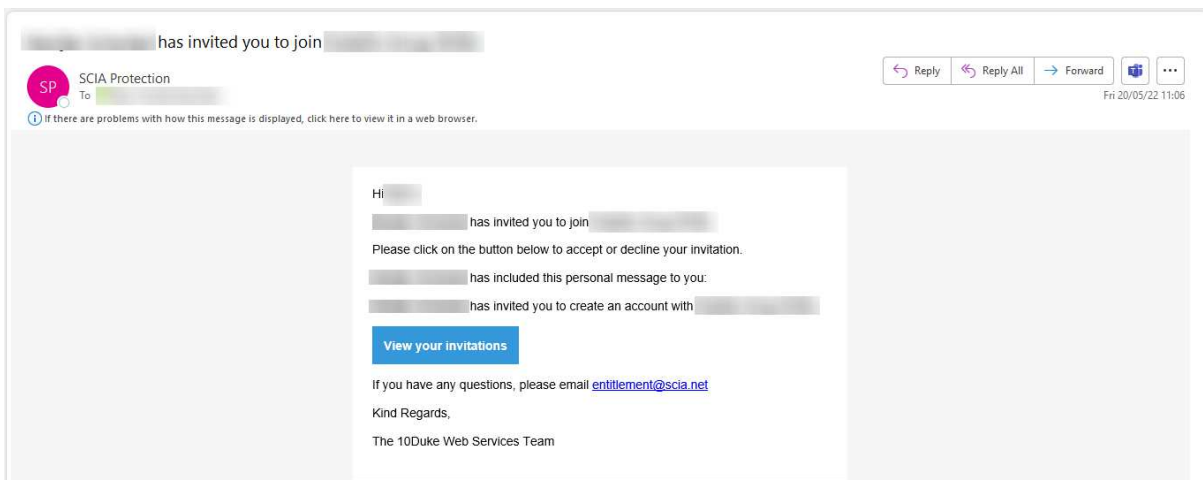 has invited you to join
SP
SCIA Protection
To
Reply
Reply All
Forward
Fri 20/05/22 11:06
If there are problems with how this message is displayed, click here to view it in a web browser.
Hi
has invited you to join
Please click on the button below to accept or decline your invitation.
has included this personal message to you:
has invited you to create an account with
View your invitations
If you have any questions, please email entitlement@scia.net
Kind Regards,
The 10Duke Web Services Team